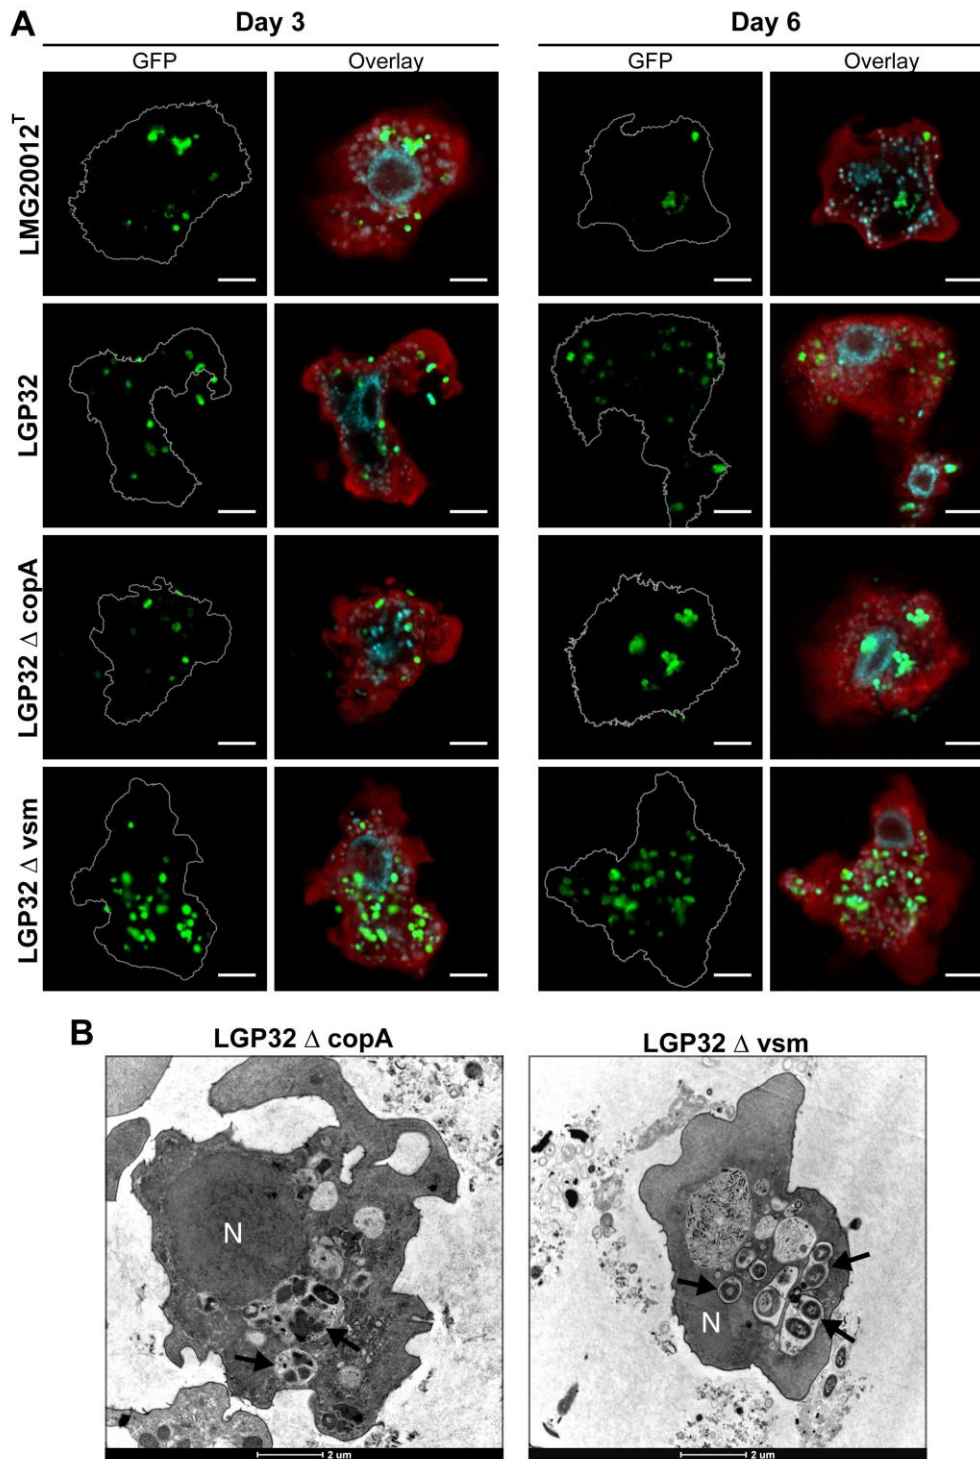 A
Day 3
Day 6
GFP
Overlay
GFP
Overlay
LMG20012T
LGP32
LGP32 Δ copA
LGP32 Δ vsm
B
LGP32 Δ copA
LGP32 Δ vsm
N
N
2 um
2 um